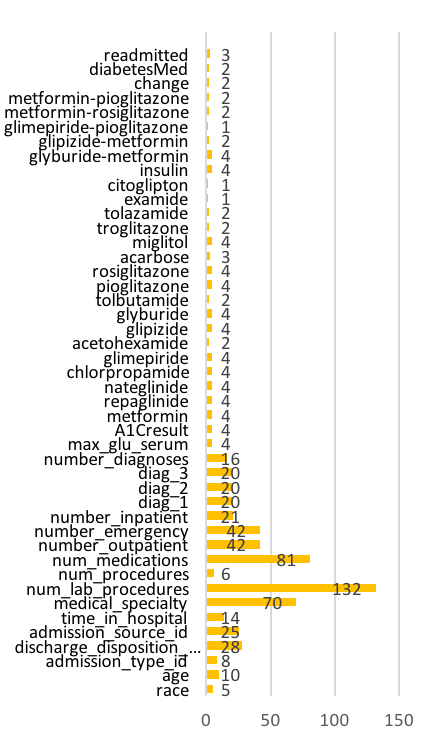 readmitted 3
diabetesMed 2
change 2
metformin-pioglitazone 2
metformin-rosiglitazone 2
glimepiride-pioglitazone 1
glipizide-metformin 2
glyburide-metformin 4
insulin 4
citoglipton 1
examide 1
tolazamide 2
troglitazone 2
miglitol 4
acarbose 3
rosiglitazone 4
pioglitazone 4
tolbutamide 2
glyburide 4
glipizide 4
acetohexamide 2
glimepiride 4
chlorpropamide 4
nateglinide 4
repaglinide 4
metformin 4
A1Cresult 4
max_glu_serum 4
number_diagnoses 16
diag_3 20
diag_2 20
diag_1 20
number_inpatient 21
number_emergency 42
number_outpatient 42
num_medications 81
num_procedures 6
num_lab_procedures 132
medical_specialty 70
time_in_hospital 14
admission_source_id 25
discharge_disposition_... 28
admission_type_id 8
age 10
race 5
0 50 100 150